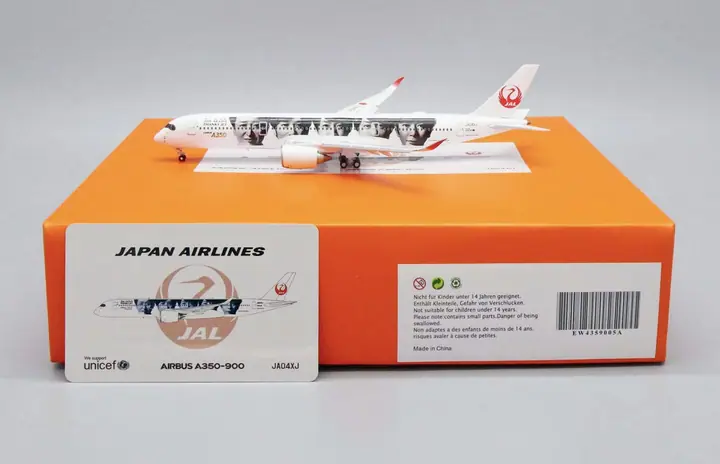 A350
JAL
JAPAN AIRLINES
JAL
We support
unicef
AIRBUS A350-900
JA04XJ
Nicht für Kinder unter 14 Jahren geeignet.
Enthält Kleinteile, Gefahr von Verschlucken.
Not suitable for children under 14 years.
Please note contains small parts.Danger of being
swallowed.
Non adaptes a des enfants de moins de 14 ans.
risques avaler à cause de petites.
Made in China
EW4359005A